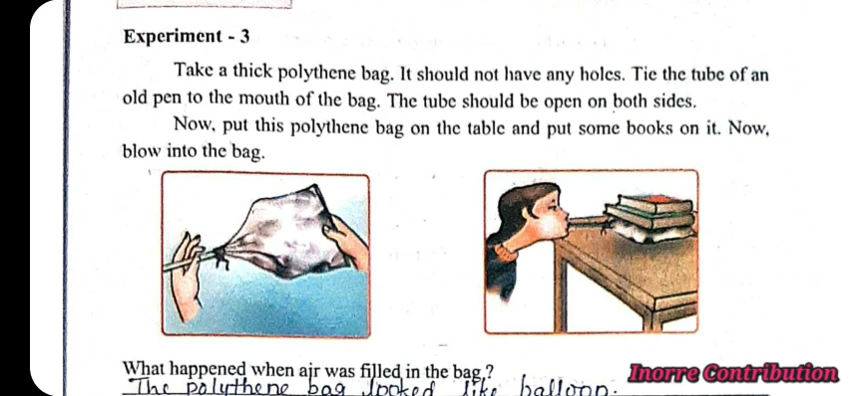 Experiment - 3
Take a thick polythene bag. It should not have any holes. Tie the tube of an
old pen to the mouth of the bag. The tube should be open on both sides.
Now, put this polythene bag on the table and put some books on it. Now,
blow into the bag.
What happened when air was filled in the bag.?
The polythene bag looked like balloon.
Inorre Contribution